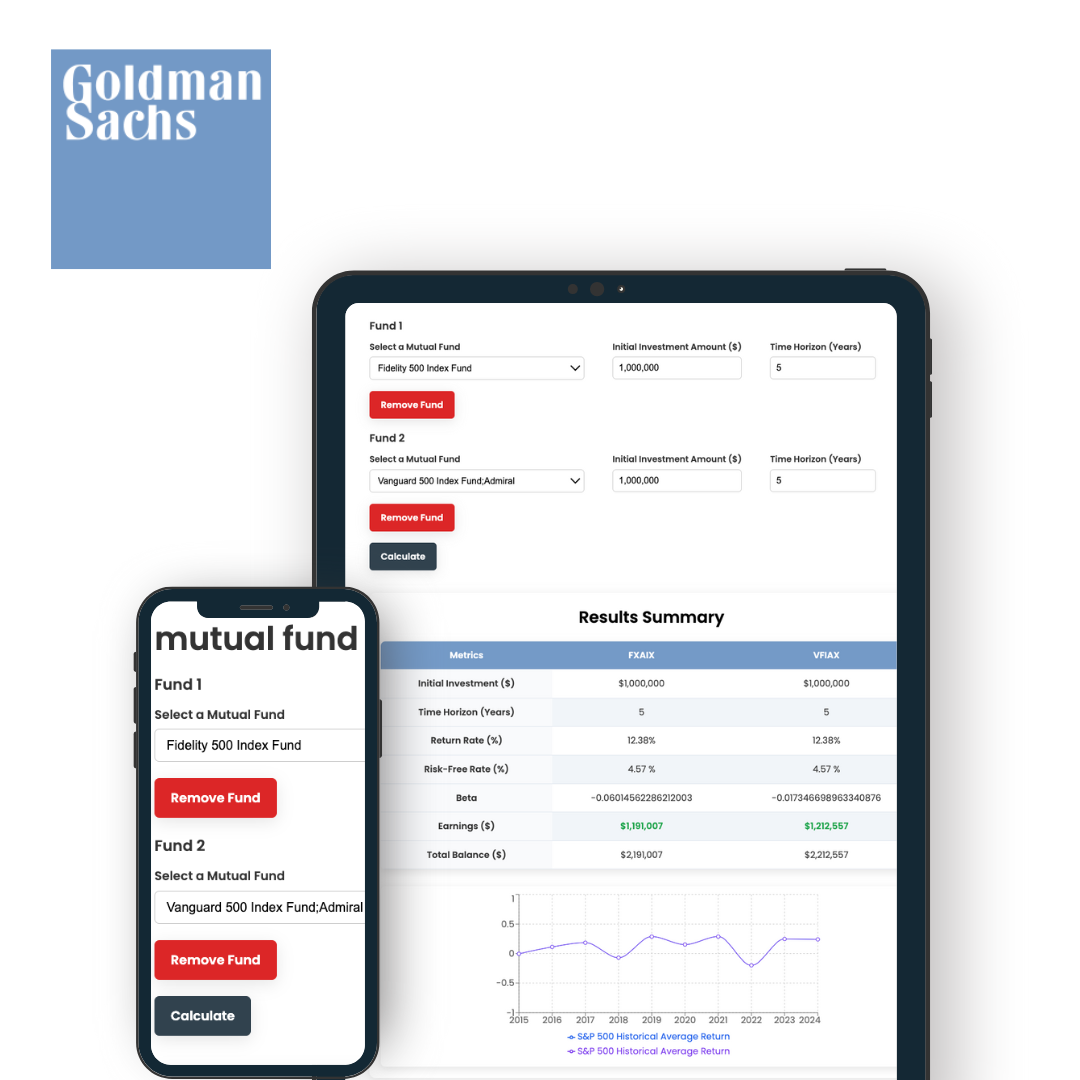 Goldman
Sachs
Fund 1
Select a Mutual Fund Initial Investment Amount ($) Time Horizon (Years)
Fidelity 500 Index Fund 1,000,000 5
Remove Fund
Fund 2
Select a Mutual Fund Initial Investment Amount ($) Time Horizon (Years)
Vanguard 500 Index Fund;Admiral 1,000,000 5
Remove Fund
Calculate
Results Summary
Metrics FXAIX VFIAX
Initial Investment ($) $1,000,000 $1,000,000
Time Horizon (Years) 5 5
Return Rate (%) 12.38% 12.38%
Risk-Free Rate (%) 4.57 % 4.57 %
Beta -0.06014562286212003 -0.017346698963340876
Earnings ($) $1,191,007 $1,212,557
Total Balance ($) $2,191,007 $2,212,557
1
0.5
0
-0.5
-1
2015 2016 2017 2018 2019 2020 2021 2022 2023 2024
S&P 500 Historical Average Return
S&P 500 Historical Average Return
mutual fund
Fund 1
Select a Mutual Fund
Fidelity 500 Index Fund
Remove Fund
Fund 2
Select a Mutual Fund
Vanguard 500 Index Fund;Admiral
Remove Fund
Calculate